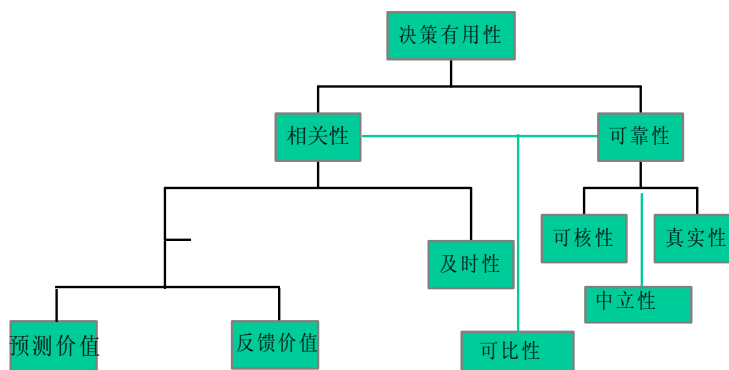 决策有用性
相关性
可靠性
可核性
真实性
及时性
中立性
预测价值
反馈价值
可比性